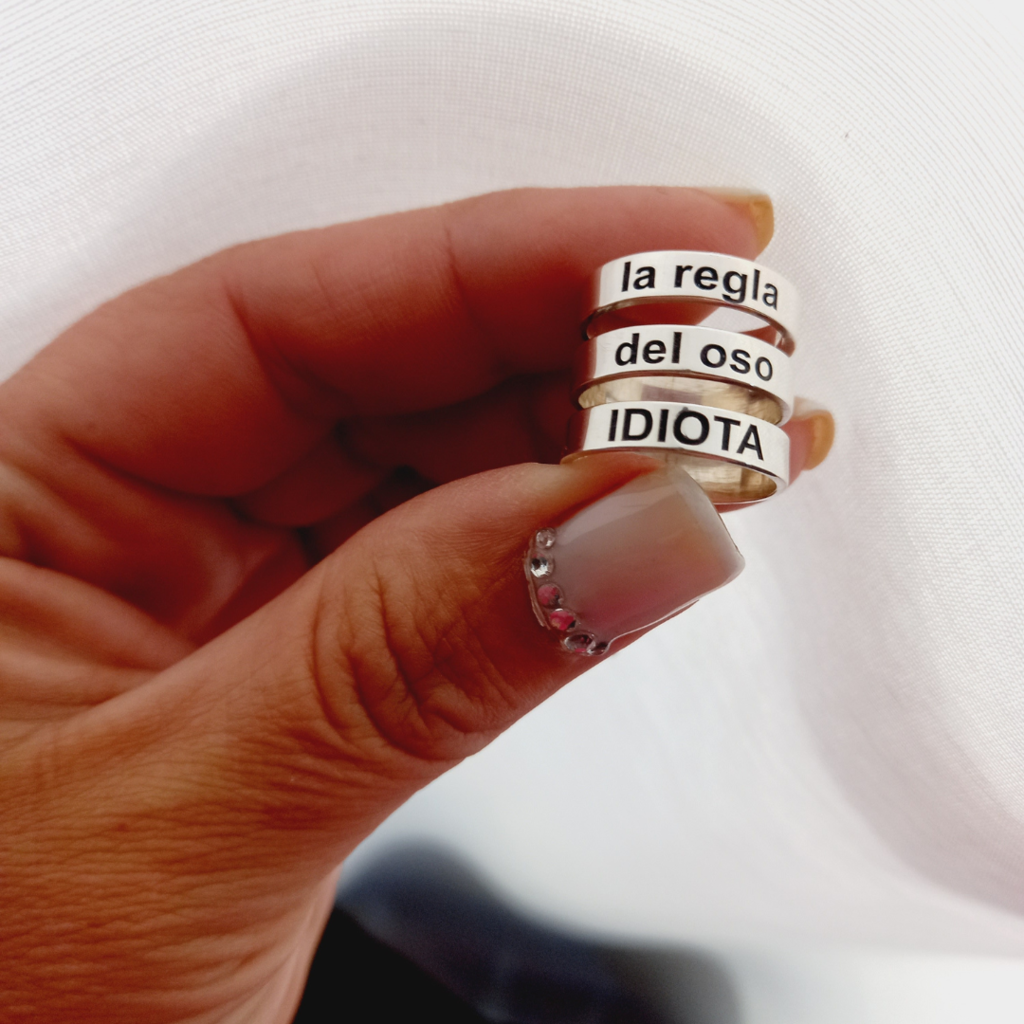 la regla
del oso
IDIOTA